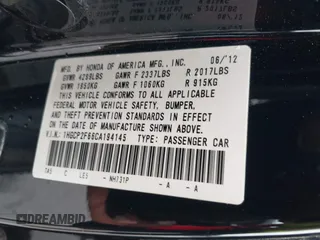 MFD. BY HONDA OF AMERICA MFG., INC. 06/12
GVWR 4299LBS GAWR F 2337LBS R 2017LBS
GVWR 1950KG GAWR F 1060KG R 915KG
THIS VEHICLE CONFORMS TO ALL APPLICABLE
FEDERAL MOTOR VEHICLE SAFETY, BUMPER,
AND THEFT PREVENTION STANDARDS IN EFFECT
ON THE DATE OF MANUFACTURE SHOWN ABOVE.
V.I.N.: 1HGCP2F66CA194145 TYPE: PASSENGER CAR
C NH731P - A - A
DREAMBID